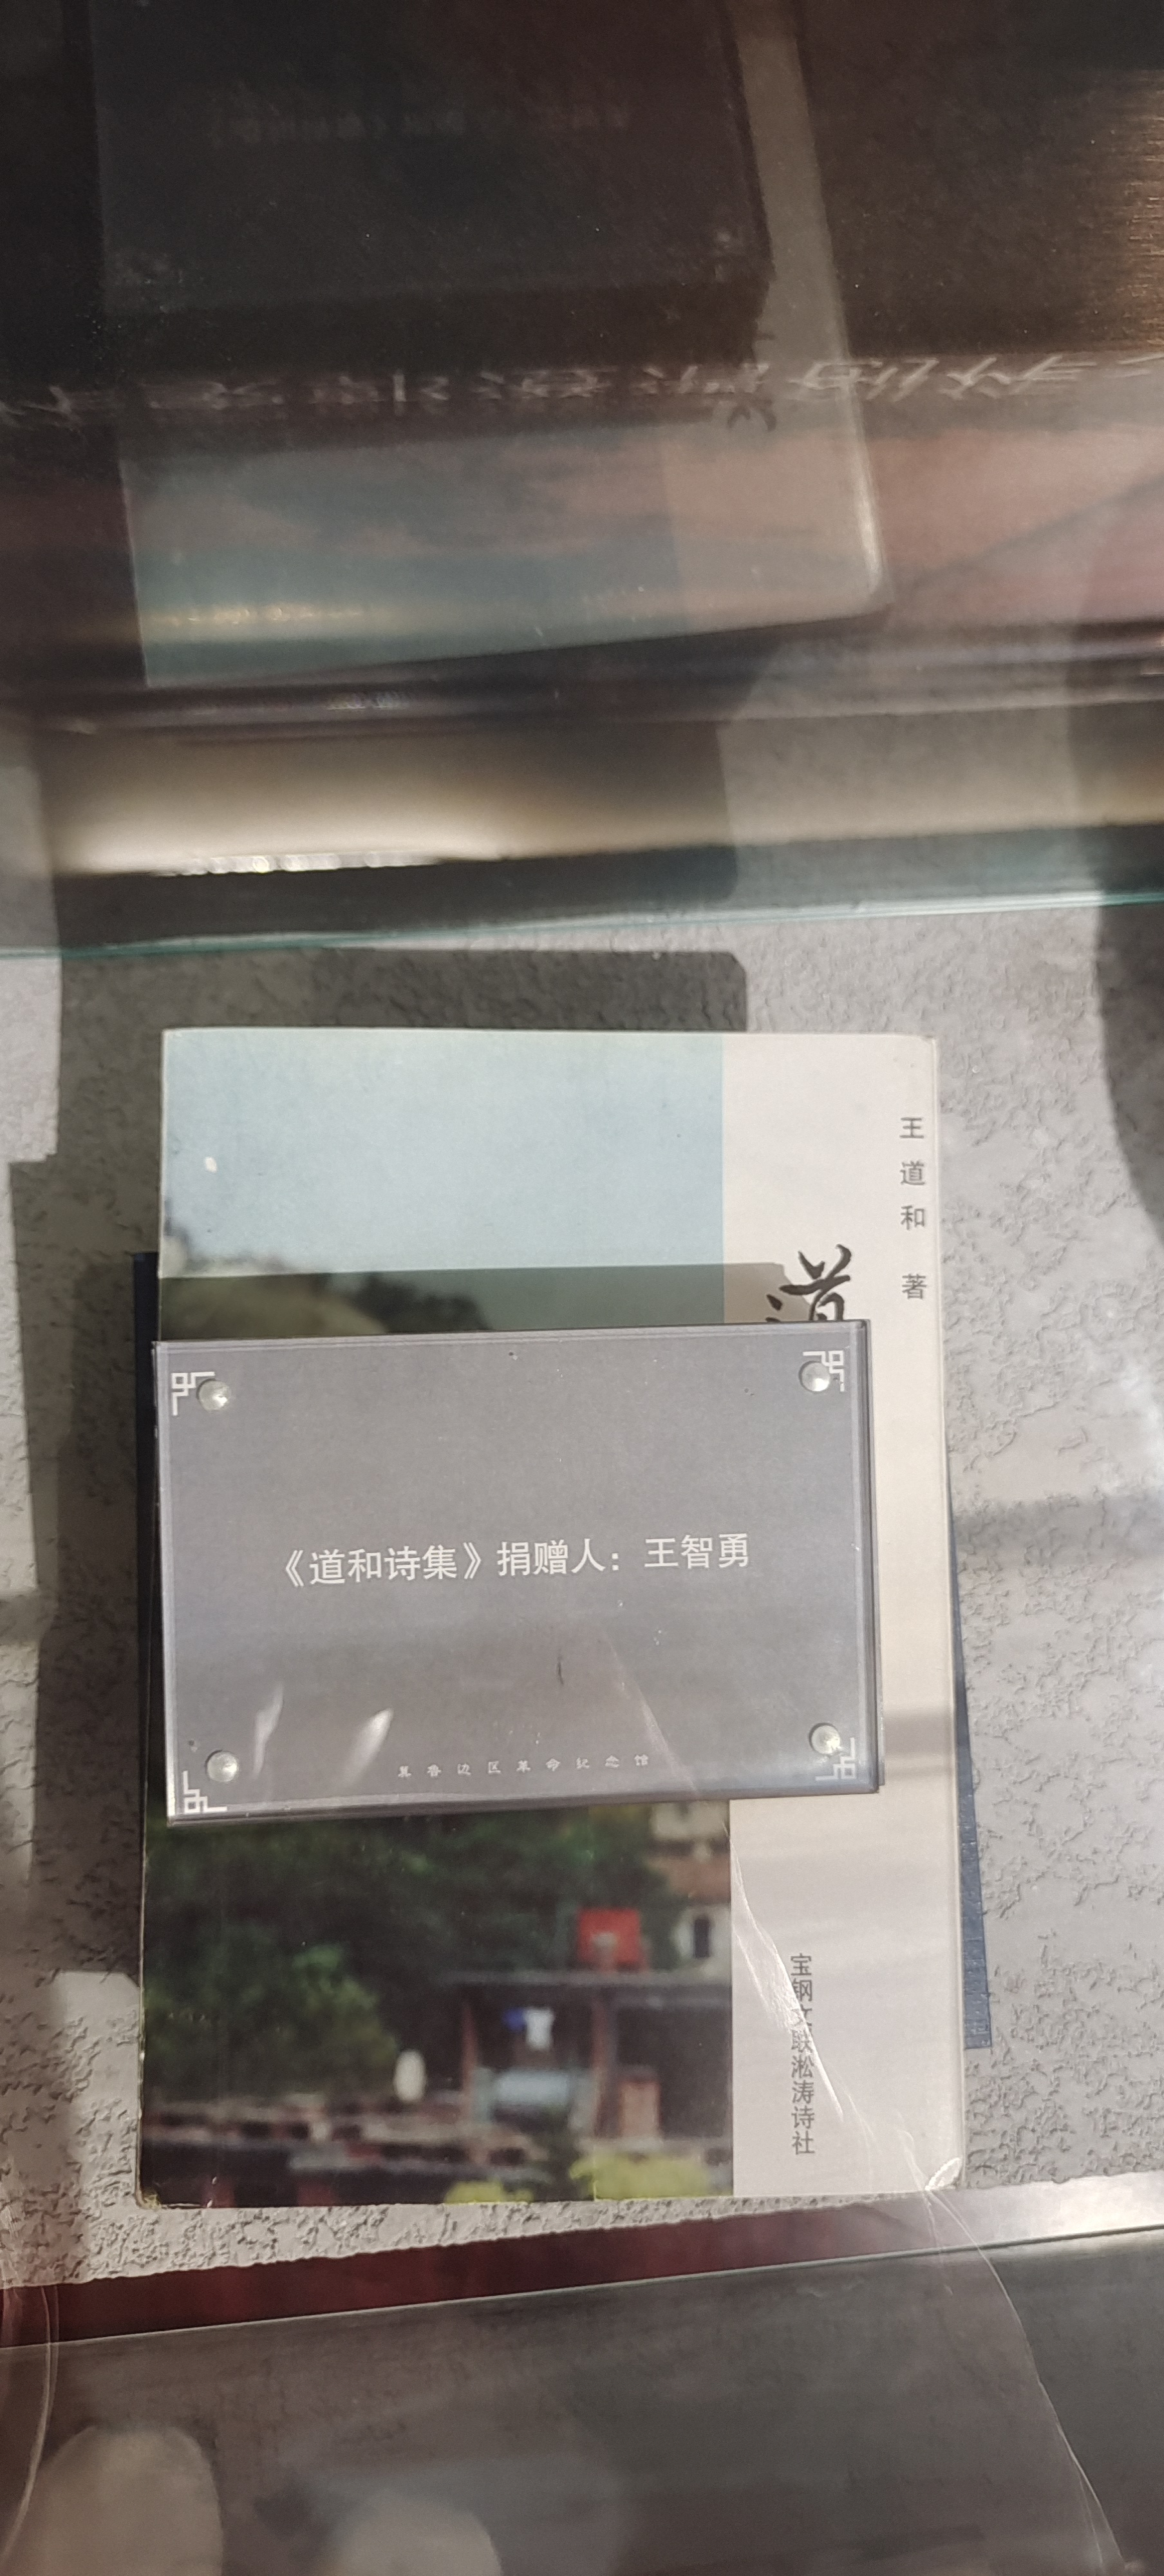 王道和 著
道
《道和诗集》捐赠人：王智勇
冀鲁边区革命纪念馆
宝钢文联淞涛诗社